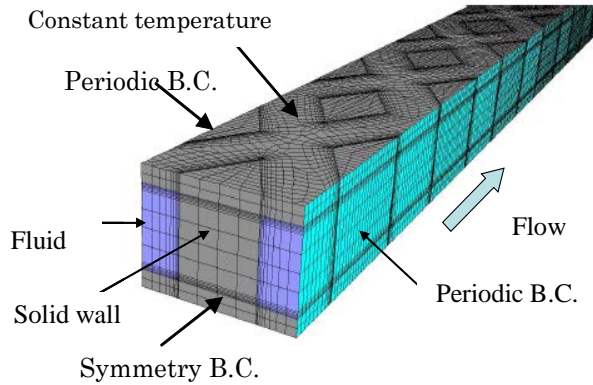 Constant temperature
Periodic B.C.
Fluid
Flow
Periodic B.C.
Solid wall
Symmetry B.C.